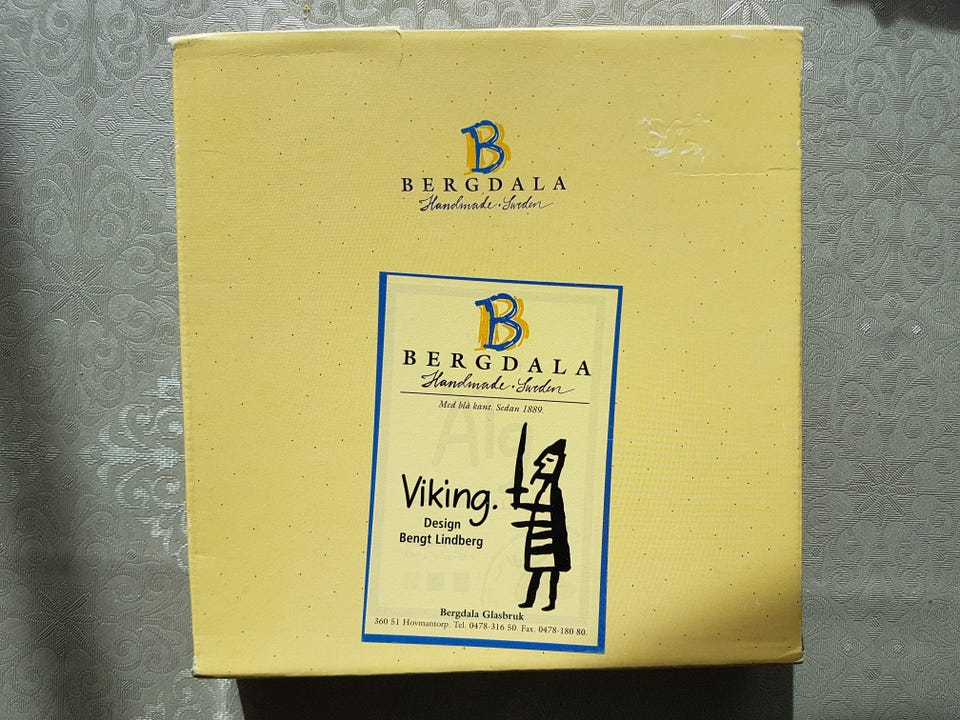 B
BERGDALA
Handmade · Sweden
B
BERGDALA
Handmade · Sweden
Med blå kant. Sedan 1889.
Ale
Viking.
Design
Bengt Lindberg
Bergdala Glasbruk
360 51 Hovmantorp. Tel. 0478-316 50. Fax. 0478-180 80.